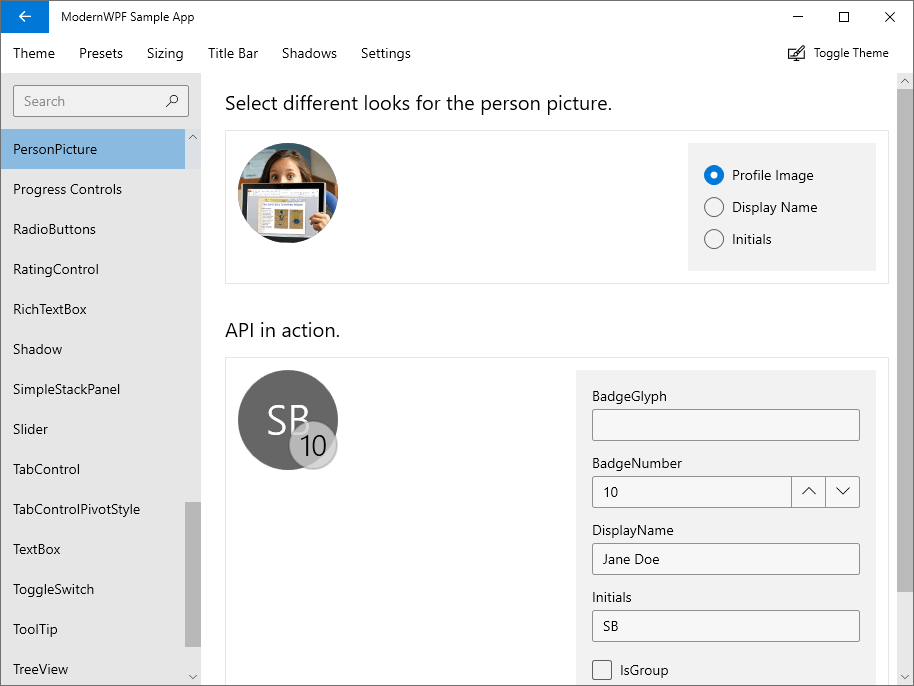 ModernWPF Sample App
Theme Presets Sizing Title Bar Shadows Settings Toggle Theme
Search
PersonPicture
Progress Controls
RadioButtons
RatingControl
RichTextBox
Shadow
SimpleStackPanel
Slider
TabControl
TabControlPivotStyle
TextBox
ToggleSwitch
ToolTip
TreeView
Select different looks for the person picture.
Profile Image
Display Name
Initials
API in action.
SB
10
BadgeGlyph
BadgeNumber
10
DisplayName
Jane Doe
Initials
SB
IsGroup